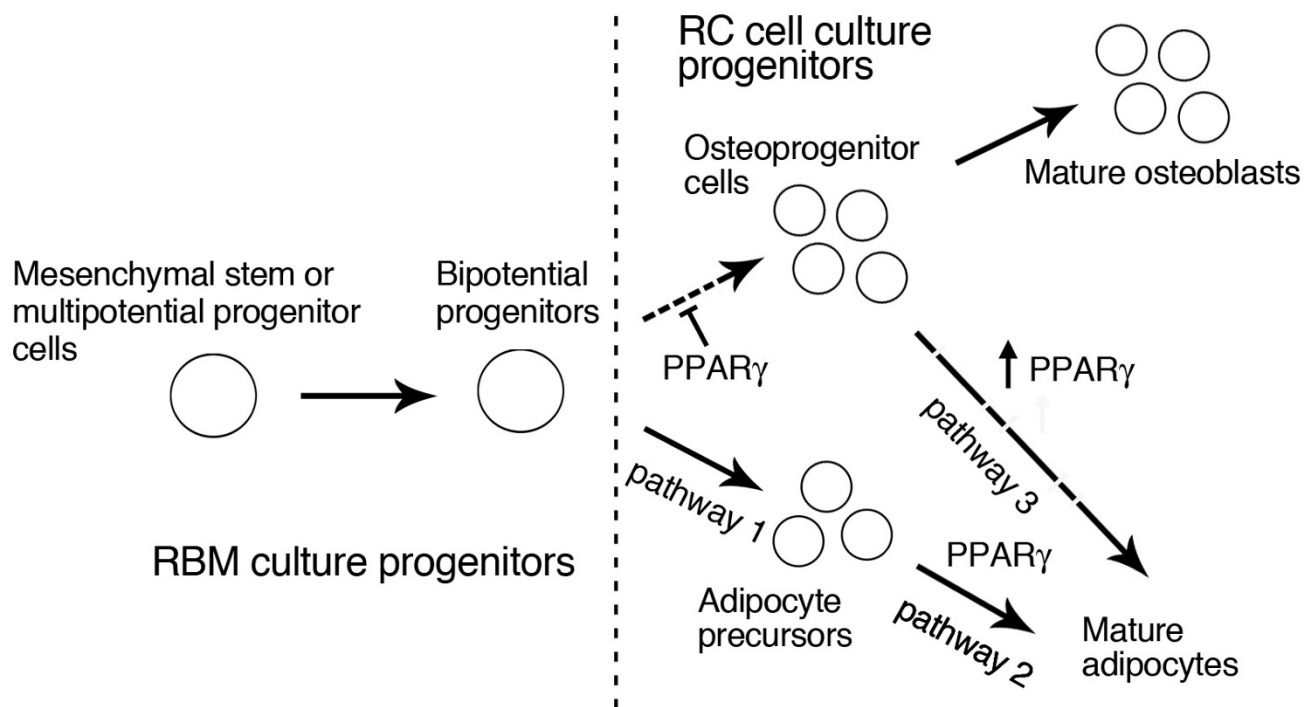 RC cell culture
progenitors
Osteoprogenitor
cells
Mature osteoblasts
Mesenchymal stem or
multipotential progenitor
cells
Bipotential
progenitors
PPARγ
PPARγ
pathway 3
pathway 1
RBM culture progenitors
PPARγ
Adipocyte
precursors
pathway 2
Mature
adipocytes